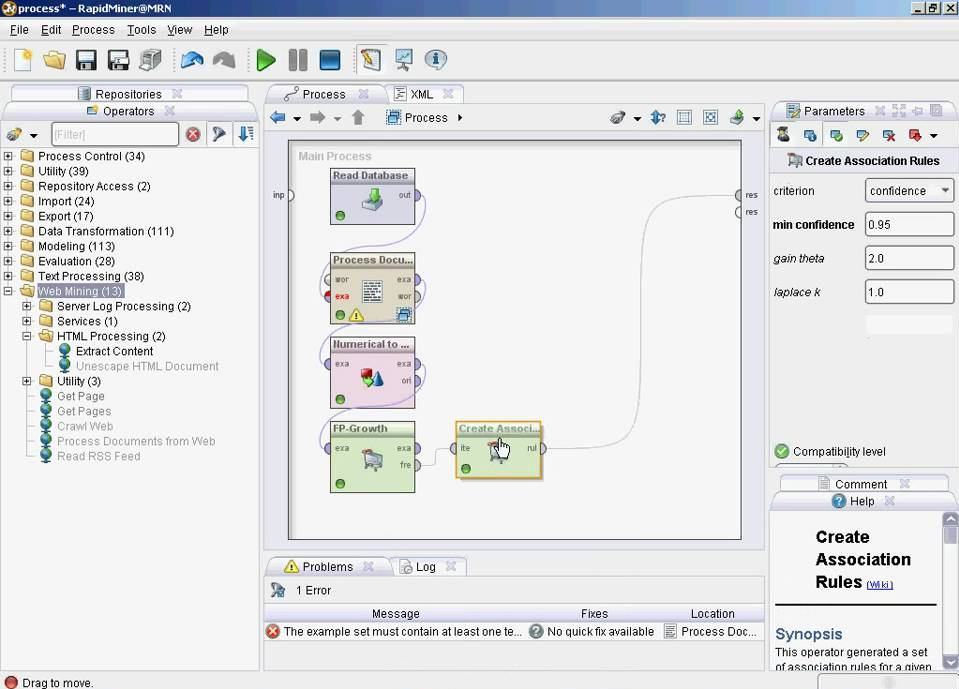 process* – RapidMiner@MRN
File Edit Process Tools View Help
Repositories
Operators
[Filter]
Process Control (34)
Utility (39)
Repository Access (2)
Import (24)
Export (17)
Data Transformation (111)
Modeling (113)
Evaluation (28)
Text Processing (38)
Web Mining (13)
Server Log Processing (2)
Services (1)
HTML Processing (2)
Extract Content
Unescape HTML Document
Utility (3)
Get Page
Get Pages
Crawl Web
Process Documents from Web
Read RSS Feed
Process XML
Process
Main Process
inp
Read Database
out
res
res
Process Docu...
wor exa
exa wor
Numerical to ...
exa exa
ori
FP-Growth
exa exa
fre
Create Associ...
ite rul
Problems Log
1 Error
Message Fixes Location
The example set must contain at least one te... No quick fix available Process Doc...
Parameters
Create Association Rules
criterion confidence
min confidence 0.95
gain theta 2.0
laplace k 1.0
Compatibility level
Comment
Help
Create
Association
Rules (Wiki)
Synopsis
This operator generated a set
of association rules for a given
Drag to move.